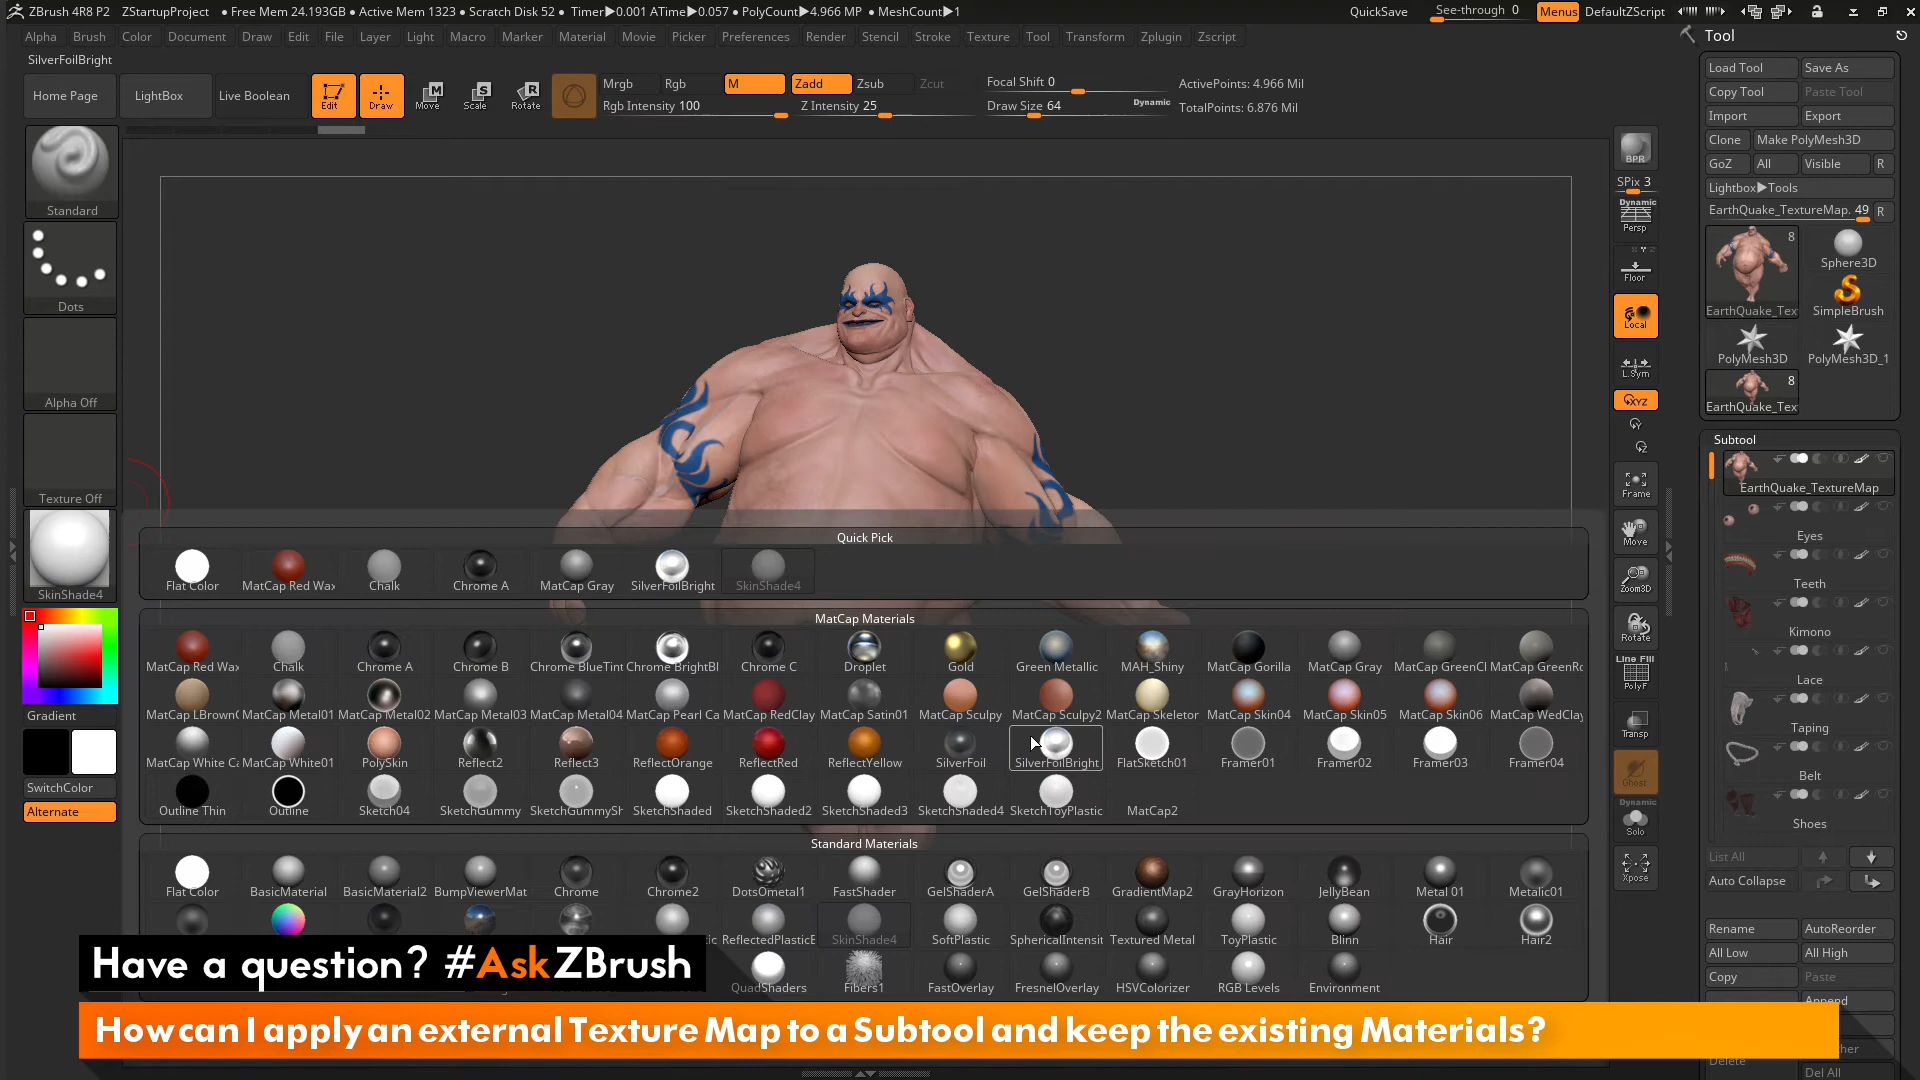 ZBrush 4R8 P2 ZStartupProject • Free Mem 24.193GB • Active Mem 1323 • Scratch Disk 52 • Timer▶0.001 ATime▶0.057 • PolyCount▶4.966 MP • MeshCount▶1 QuickSave See-through 0 Menus DefaultZScript
Alpha Brush Color Document Draw Edit File Layer Light Macro Marker Material Movie Picker Preferences Render Stencil Stroke Texture Tool Transform Zplugin Zscript
SilverFoilBright
Home Page LightBox Live Boolean Edit Draw Move Scale Rotate
Mrgb Rgb M Zadd Zsub Zcut
Rgb Intensity 100 Z Intensity 25
Focal Shift 0
Draw Size 64 Dynamic
ActivePoints: 4.966 Mil
TotalPoints: 6.876 Mil
Standard
Dots
Alpha Off
Texture Off
SkinShade4
Gradient
SwitchColor
Alternate
Quick Pick
Flat Color MatCap Red Wax Chalk Chrome A MatCap Gray SilverFoilBright SkinShade4
MatCap Materials
MatCap Red Wax Chalk Chrome A Chrome B Chrome BlueTint Chrome BrightBl Chrome C Droplet Gold Green Metallic MAH_Shiny MatCap Gorilla MatCap Gray MatCap GreenCl MatCap GreenRo
MatCap LBrown MatCap Metal01 MatCap Metal02 MatCap Metal03 MatCap Metal04 MatCap Pearl Ca MatCap RedClay MatCap Satin01 MatCap Sculpy MatCap Sculpy2 MatCap Skeletor MatCap Skin04 MatCap Skin05 MatCap Skin06 MatCap WedClay
MatCap White Ca MatCap White01 PolySkin Reflect2 Reflect3 ReflectOrange ReflectRed ReflectYellow SilverFoil SilverFoilBright FlatSketch01 Framer01 Framer02 Framer03 Framer04
Outline Thin Outline Sketch04 SketchGummy SketchGummySh SketchShaded SketchShaded2 SketchShaded3 SketchShaded4 SketchToyPlastic MatCap2
Standard Materials
Flat Color BasicMaterial BasicMaterial2 BumpViewerMat Chrome Chrome2 DotsOmetal1 FastShader GelShaderA GelShaderB GradientMap2 GrayHorizon JellyBean Metal 01 Metalic01
ReflectedPlasticE SkinShade4 SoftPlastic SphericalIntensit Textured Metal ToyPlastic Blinn Hair Hair2
QuadShaders Fibers1 FastOverlay FresnelOverlay HSVColorizer RGB Levels Environment
BPR
SPix 3
Dynamic
Persp
Floor
Local
L.Sym
XYZ
Frame
Move
Zoom3D
Rotate
Line Fill
PolyF
Transp
Ghost
Dynamic
Solo
Xpose
Tool
Load Tool Save As
Copy Tool Paste Tool
Import Export
Clone Make PolyMesh3D
GoZ All Visible R
Lightbox▶Tools
EarthQuake_TextureMap. 49 R
8
EarthQuake_Tex
Sphere3D
SimpleBrush
PolyMesh3D PolyMesh3D_1
8
EarthQuake_Tex
Subtool
EarthQuake_TextureMap
Eyes
Teeth
Kimono
Lace
Taping
Belt
Shoes
List All
Auto Collapse
Rename AutoReorder
All Low All High
Copy Paste
Append
Delete
Del All
Have a question? #AskZBrush
How can I apply an external Texture Map to a Subtool and keep the existing Materials?